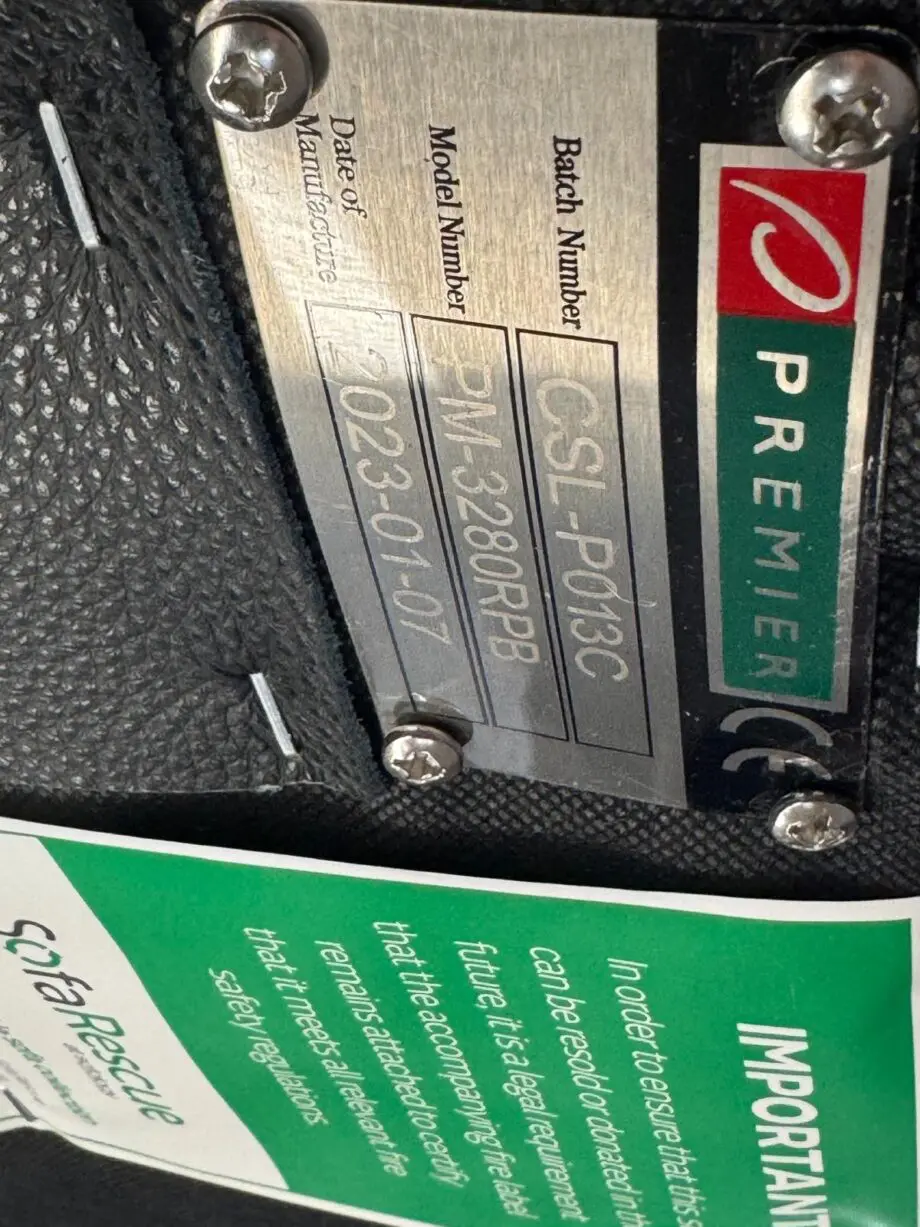 PREMIER
CE
Batch Number CSL-P013C
Model Number PM-3280RPB
Date of
Manufacture 2023-01-07
IMPORTANT
In order to ensure that this s
can be resold or donated in th
future, it is a legal requirement
that the accompanying fire label
remains attached to certify
that it meets all relevant fire
safety regulations.
sofaRescue